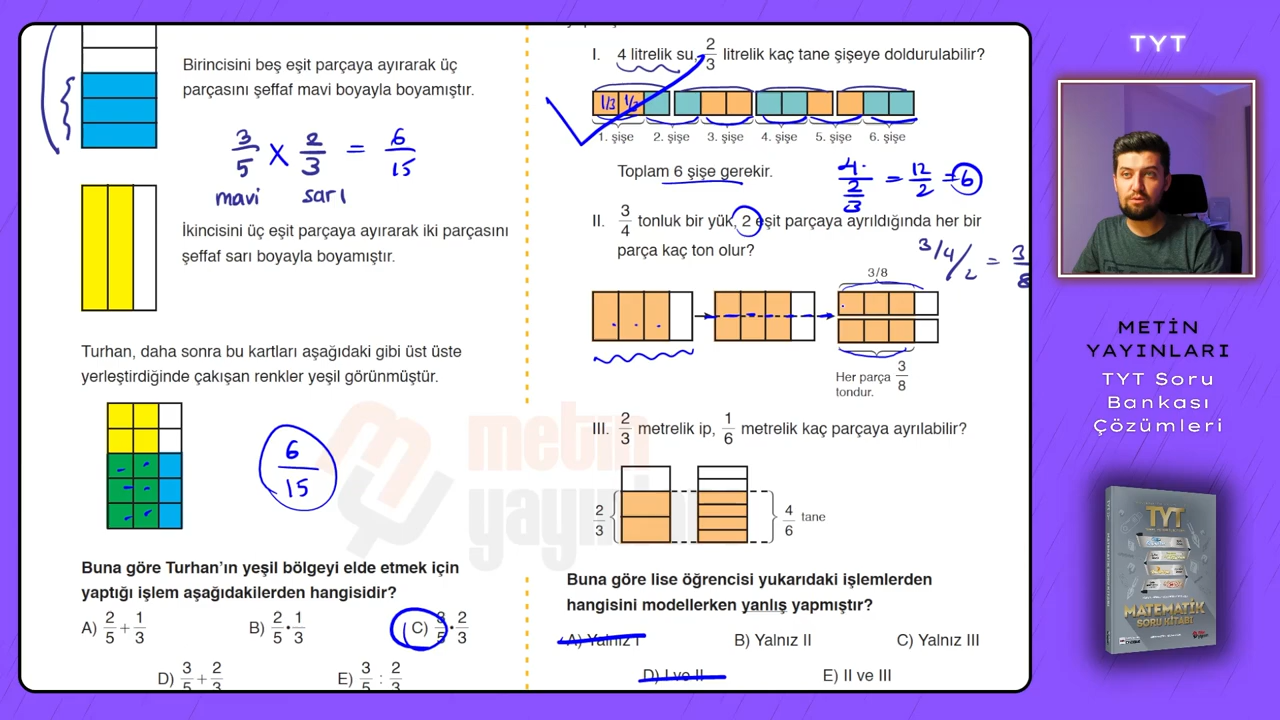 Birincisini beş eşit parçaya ayırarak üç
parçasını şeffaf mavi boyayla boyamıştır.
3/5 x 2/3 = 6/15
mavi sarı
İkincisini üç eşit parçaya ayırarak iki parçasını
şeffaf sarı boyayla boyamıştır.
Turhan, daha sonra bu kartları aşağıdaki gibi üst üste
yerleştirdiğinde çakışan renkler yeşil görünmüştür.
6/15
Buna göre Turhan'ın yeşil bölgeyi elde etmek için
yaptığı işlem aşağıdakilerden hangisidir?
A) 2/5 + 1/3 B) 2/5 · 1/3 C) 3/5 · 2/3
D) 3/5 + 2/3 E) 3/5 : 2/3
I. 4 litrelik su, 2/3 litrelik kaç tane şişeye doldurulabilir?
1/3 1/3
1. şişe 2. şişe 3. şişe 4. şişe 5. şişe 6. şişe
Toplam 6 şişe gerekir.
4/2/3 = 12/2 = 6
II. 3/4 tonluk bir yük, 2 eşit parçaya ayrıldığında her bir
parça kaç ton olur?
3/4/2 = 3/8
3/8
Her parça 3/8
tondur.
III. 2/3 metrelik ip, 1/6 metrelik kaç parçaya ayrılabilir?
2/3 4/6 tane
Buna göre lise öğrencisi yukarıdaki işlemlerden
hangisini modellerken yanlış yapmıştır?
A) Yalnız I B) Yalnız II C) Yalnız III
D) I ve II E) II ve III
metin
TYT
METİN
YAYINLARI
TYT Soru
Bankası
Çözümleri
TYT
MATEMATİK
SORU KİTABI